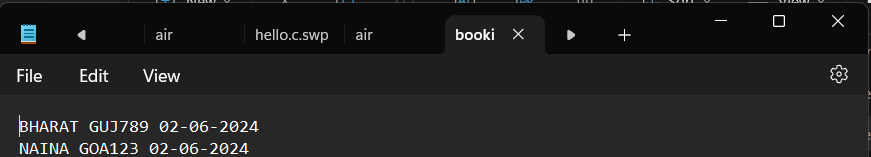 air
hello.c.swp
air
booki
File
Edit
View
BHARAT GUJ789 02-06-2024
NAINA GOA123 02-06-2024